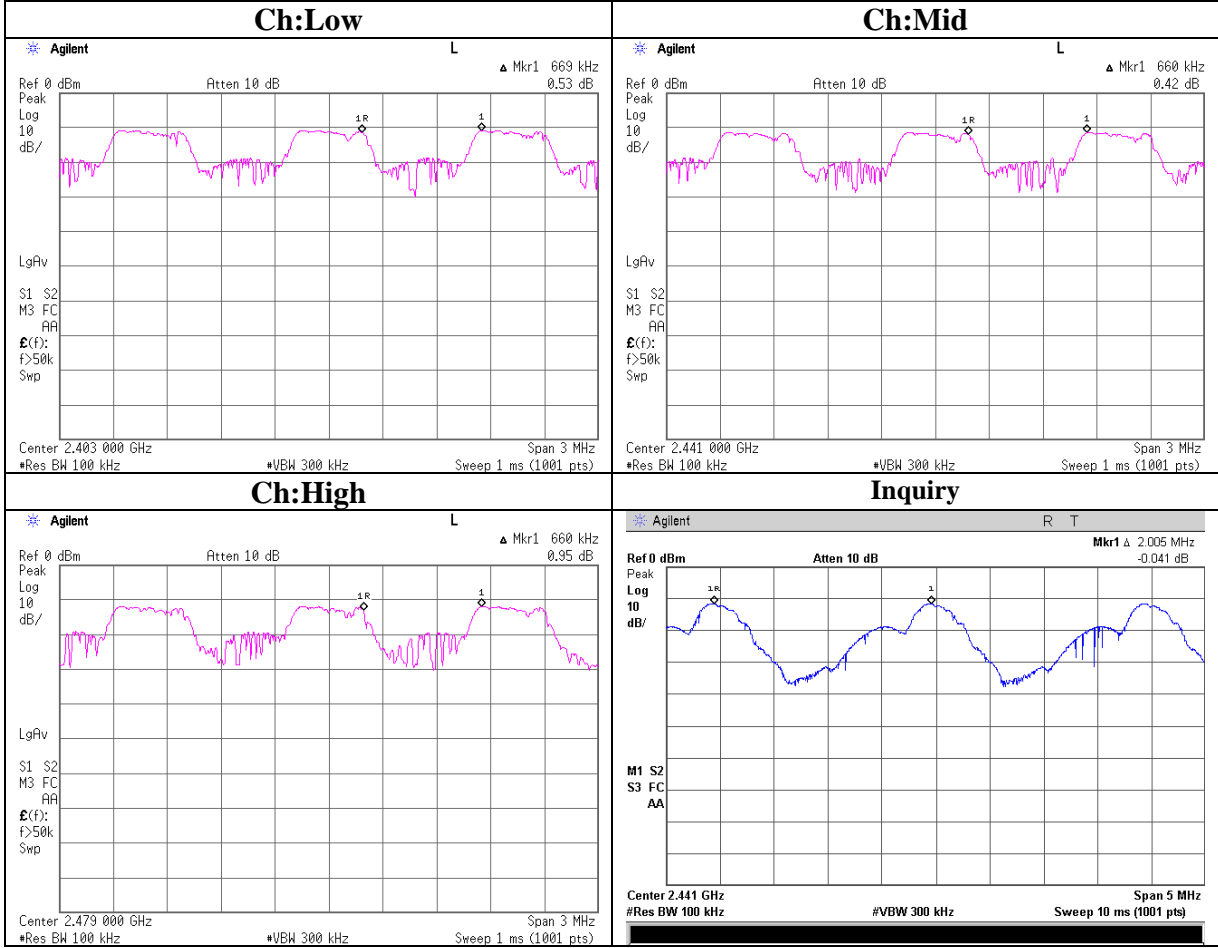 Ch:Low
Agilent L
Δ Mkr1 669 kHz
Ref 0 dBm Atten 10 dB 0.53 dB
Peak
Log
10
dB/
1R
1
LgAv
S1 S2
M3 FC
AA
£(f):
f>50k
Swp
Center 2.403 000 GHz Span 3 MHz
#Res BW 100 kHz #VBW 300 kHz Sweep 1 ms (1001 pts)
Ch:Mid
Agilent L
Δ Mkr1 660 kHz
Ref 0 dBm Atten 10 dB 0.42 dB
Peak
Log
10
dB/
1R
1
LgAv
S1 S2
M3 FC
AA
£(f):
f>50k
Swp
Center 2.441 000 GHz Span 3 MHz
#Res BW 100 kHz #VBW 300 kHz Sweep 1 ms (1001 pts)
Ch:High
Agilent L
Δ Mkr1 660 kHz
Ref 0 dBm Atten 10 dB 0.95 dB
Peak
Log
10
dB/
1R
1
LgAv
S1 S2
M3 FC
AA
£(f):
f>50k
Swp
Center 2.479 000 GHz Span 3 MHz
#Res BW 100 kHz #VBW 300 kHz Sweep 1 ms (1001 pts)
Inquiry
Agilent R T
Mkr1 Δ 2.005 MHz
Ref 0 dBm Atten 10 dB -0.041 dB
Peak
Log
10
dB/
1R
1
M1 S2
S3 FC
AA
Center 2.441 GHz Span 5 MHz
#Res BW 100 kHz #VBW 300 kHz Sweep 10 ms (1001 pts)